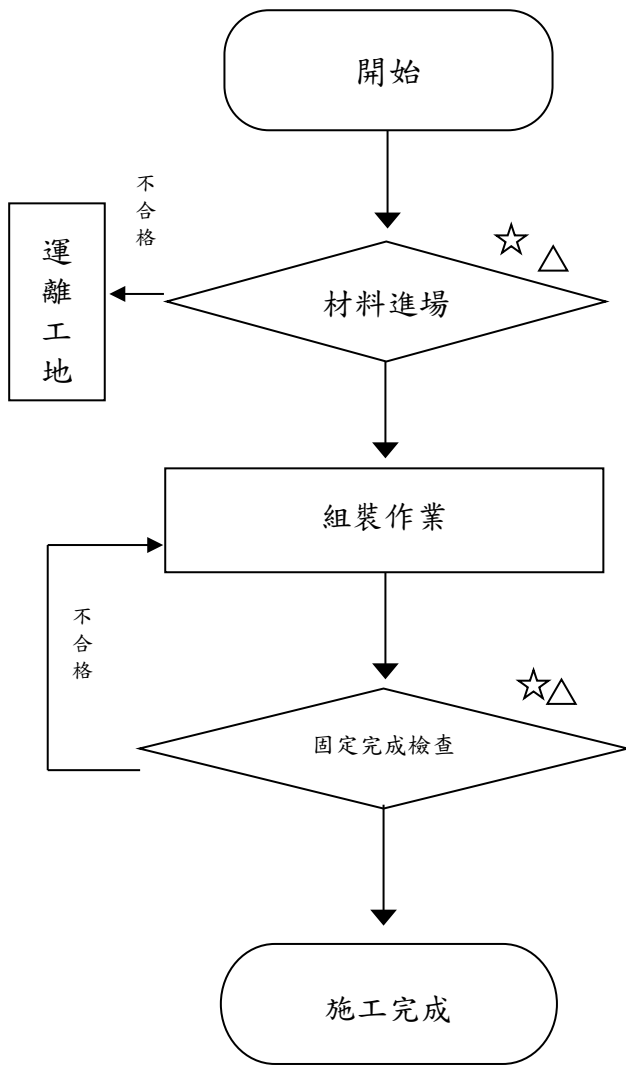 開始
不合格
運離工地
材料進場
組裝作業
不合格
固定完成檢查
施工完成